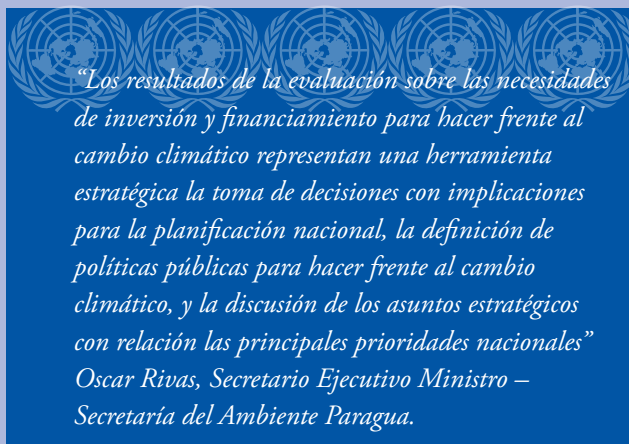 “Los resultados de la evaluación sobre las necesidades
de inversión y financiamiento para hacer frente al
cambio climático representan una herramienta
estratégica la toma de decisiones con implicaciones
para la planificación nacional, la definición de
políticas públicas para hacer frente al cambio
climático, y la discusión de los asuntos estratégicos
con relación las principales prioridades nacionales”
Oscar Rivas, Secretario Ejecutivo Ministro –
Secretaría del Ambiente Paragua.